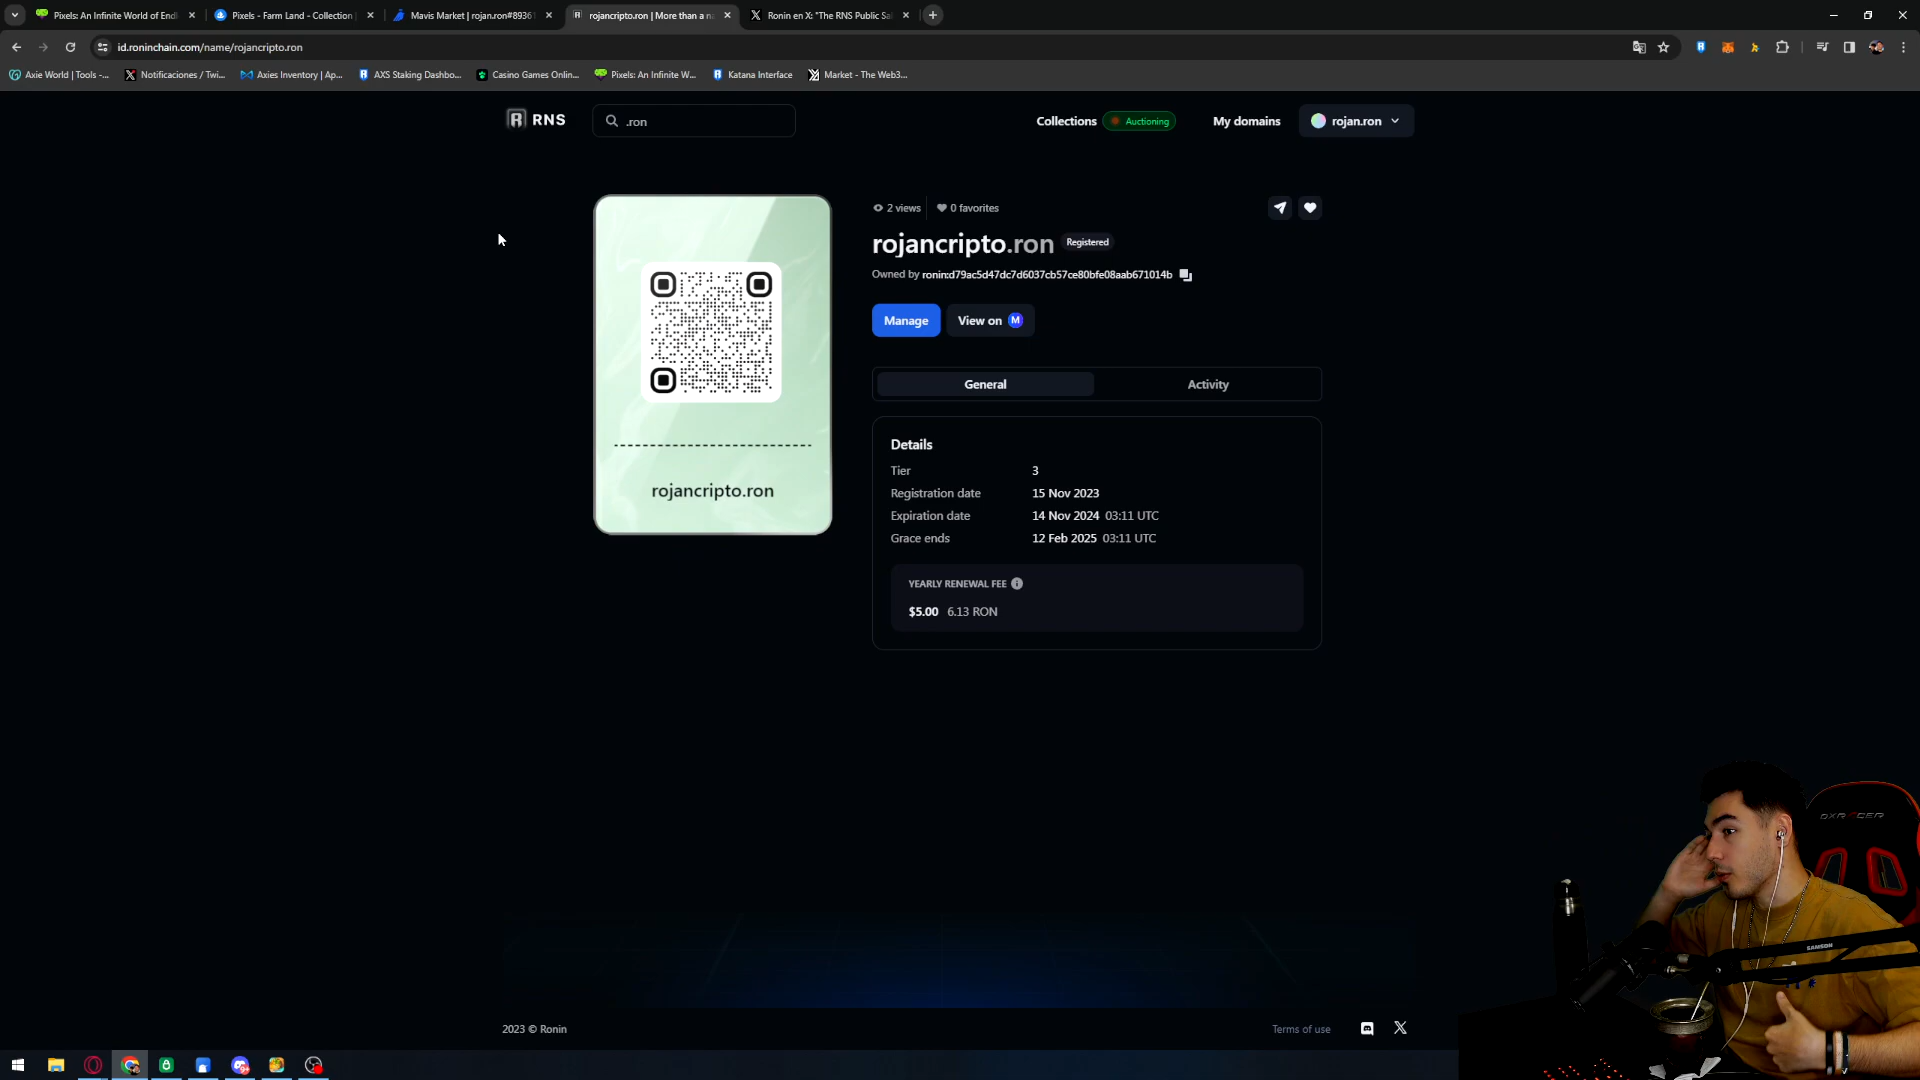 Pixels: An Infinite World of Endl
Pixels - Farm Land - Collection
Mavis Market | rojan.ron#8936
rojancripto.ron | More than a n
Ronin en X: "The RNS Public Sal
id.roninchain.com/name/rojancripto.ron
Axie World | Tools -...
Notificaciones / Twi...
Axies Inventory | Ap...
AXS Staking Dashbo...
Casino Games Onlin...
Pixels: An Infinite W...
Katana Interface
Market - The Web3...
RNS
.ron
Collections
Auctioning
My domains
rojan.ron
2 views
0 favorites
rojancripto.ron
Registered
Owned by ronin:d79ac5d47dc7d6037cb57ce80bfe08aab671014b
Manage
View on
M
General
Activity
rojancripto.ron
Details
Tier 3
Registration date 15 Nov 2023
Expiration date 14 Nov 2024 03:11 UTC
Grace ends 12 Feb 2025 03:11 UTC
YEARLY RENEWAL FEE
$5.00 6.13 RON
DXRACER
SAMSON
2023 © Ronin
Terms of use